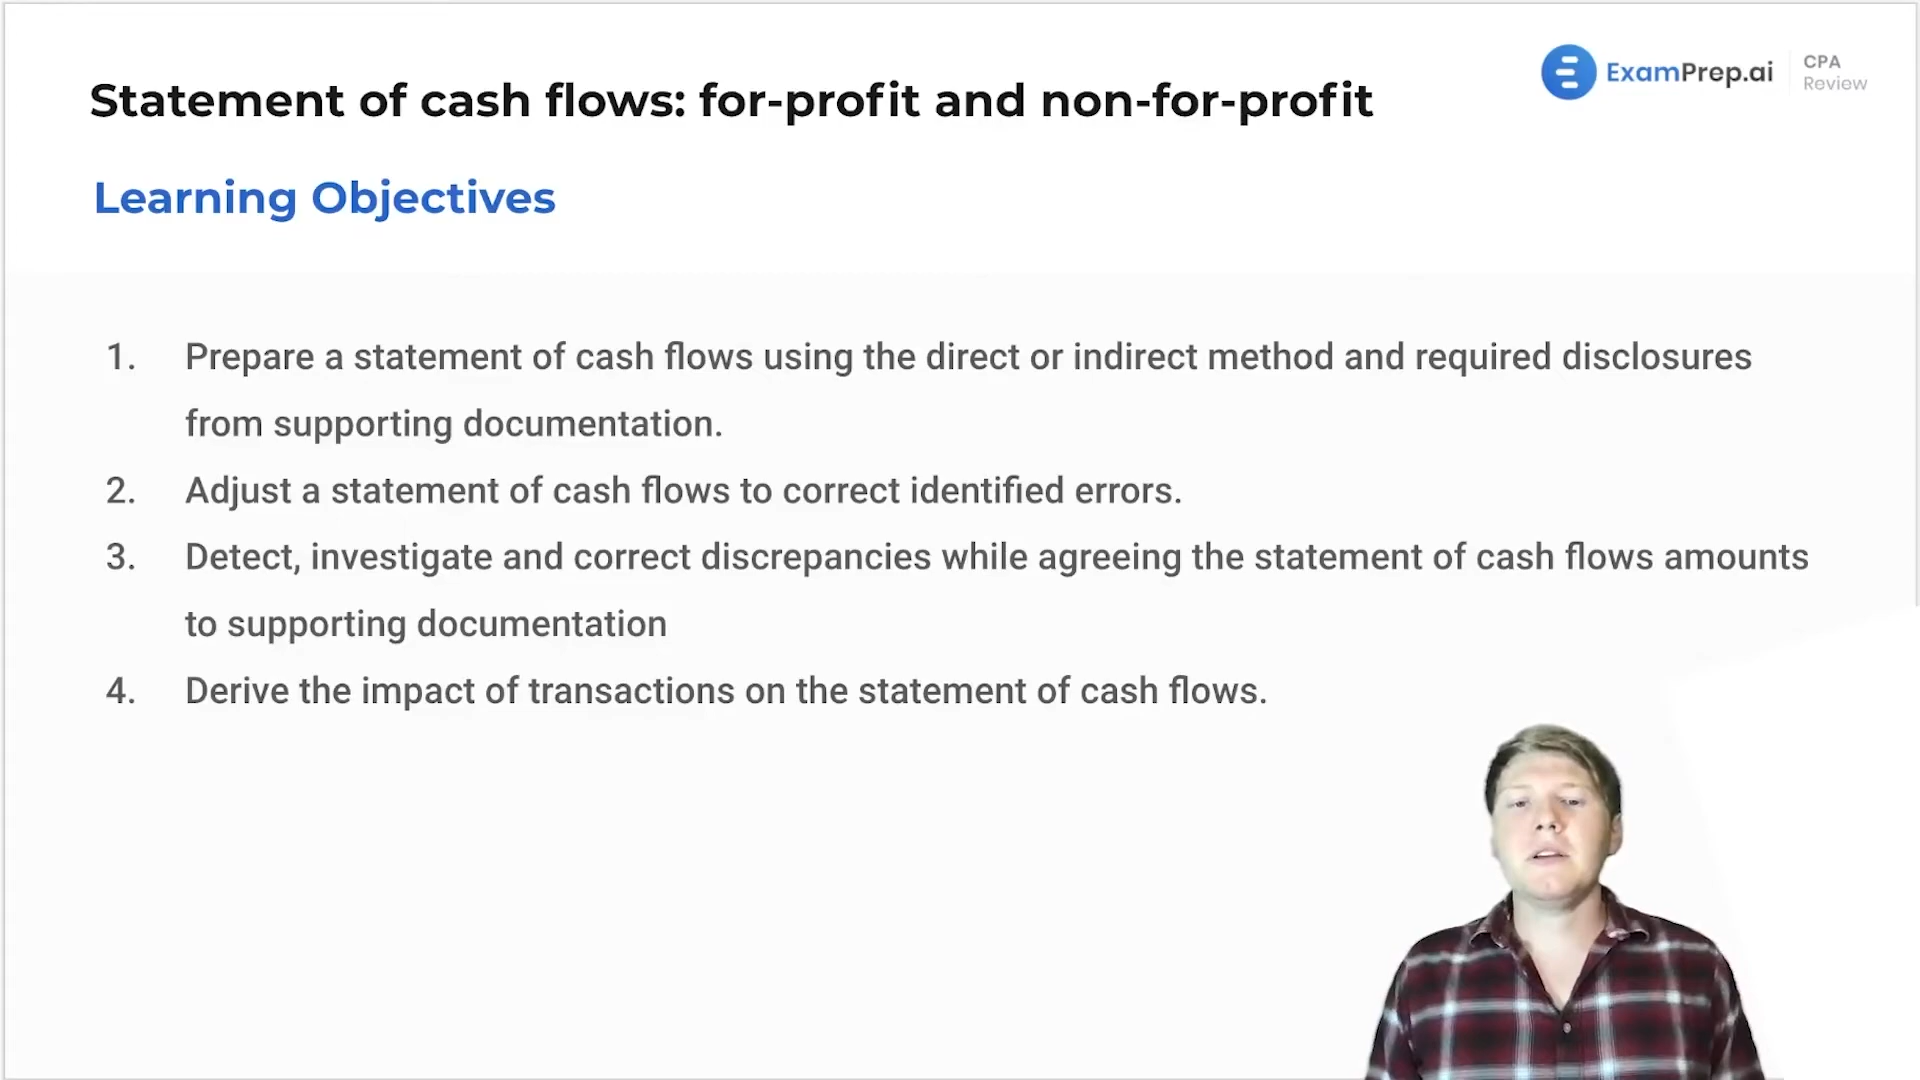 Statement of cash flows: for-profit and non-for-profit
ExamPrep.ai
CPA
Review
Learning Objectives
1. Prepare a statement of cash flows using the direct or indirect method and required disclosures
from supporting documentation.
2. Adjust a statement of cash flows to correct identified errors.
3. Detect, investigate and correct discrepancies while agreeing the statement of cash flows amounts
to supporting documentation
4. Derive the impact of transactions on the statement of cash flows.